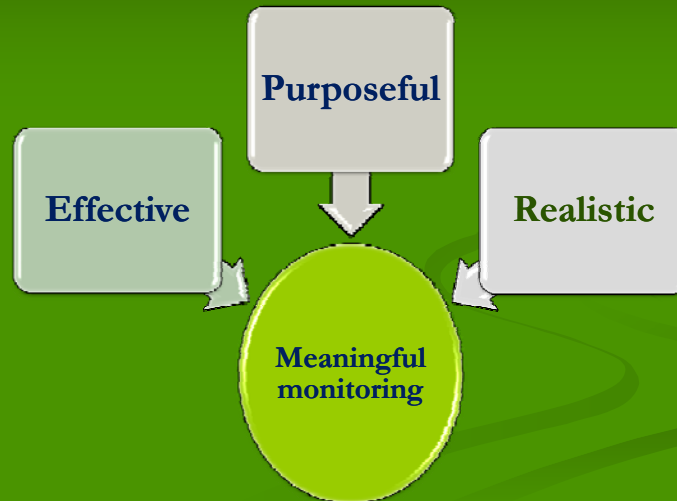 Purposeful
Effective
Realistic
Meaningful
monitoring